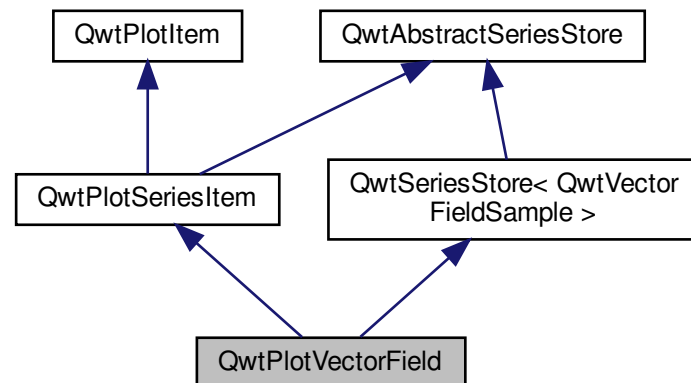 QwtPlotItem
QwtAbstractSeriesStore
QwtPlotSeriesItem
QwtSeriesStore< QwtVector
FieldSample >
QwtPlotVectorField